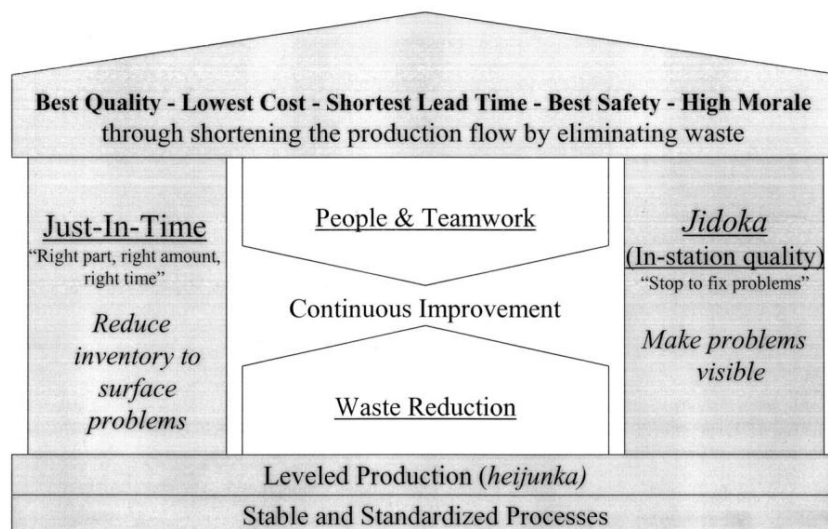 Best Quality - Lowest Cost - Shortest Lead Time - Best Safety - High Morale
through shortening the production flow by eliminating waste
Just-In-Time
“Right part, right amount,
right time”
Reduce
inventory to
surface
problems
People & Teamwork
Continuous Improvement
Waste Reduction
Jidoka
(In-station quality)
“Stop to fix problems”
Make problems
visible
Leveled Production (heijunka)
Stable and Standardized Processes